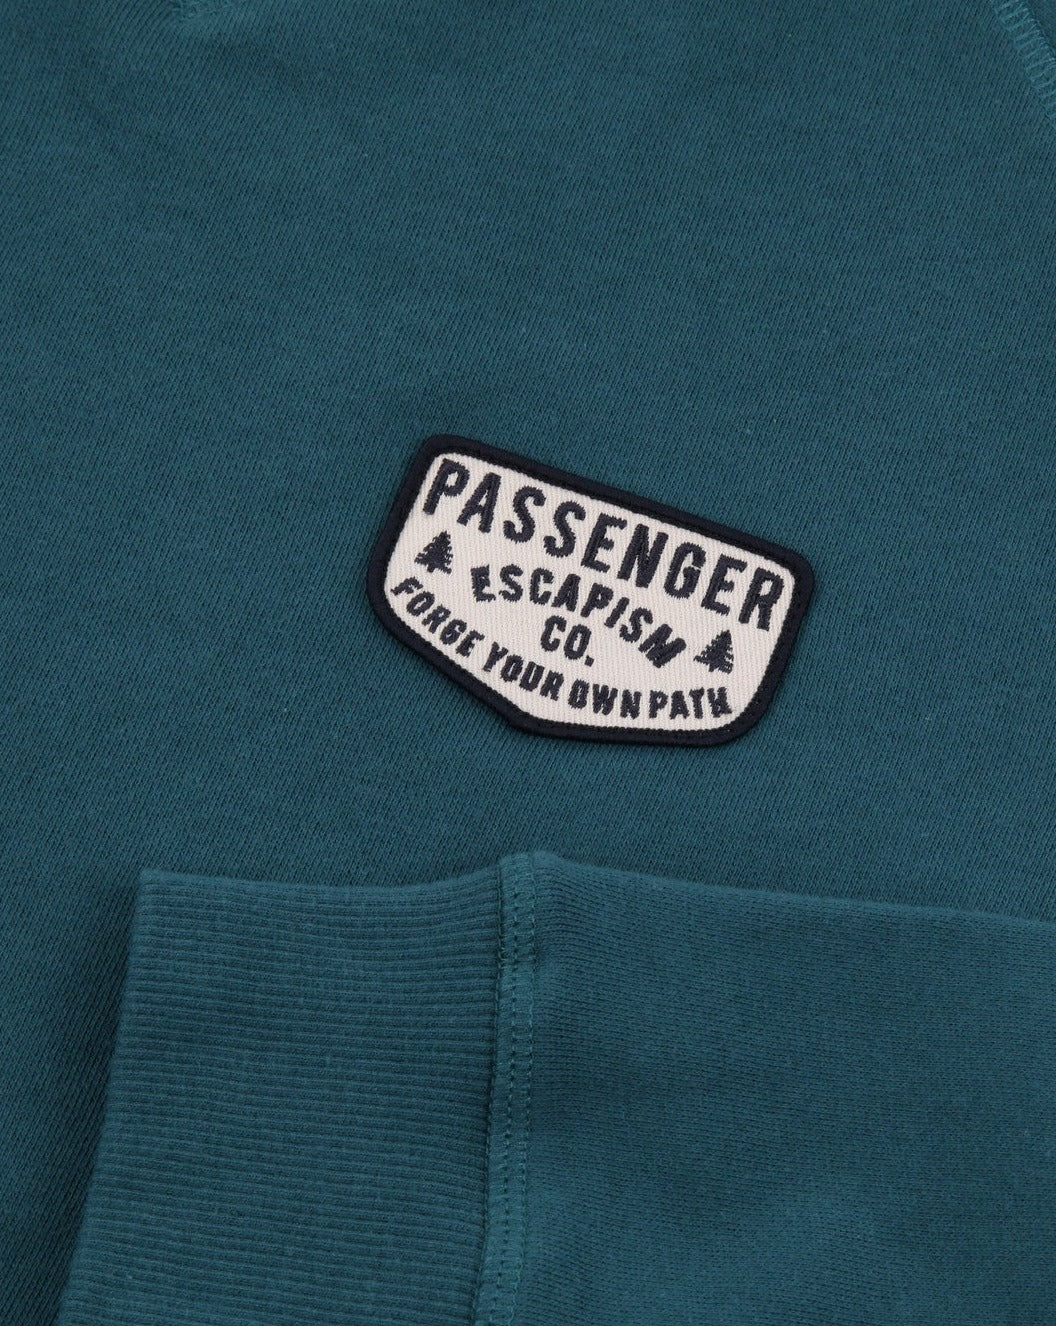 PASSENGER
ESCAPISM
CO.
FORGE YOUR OWN PATH